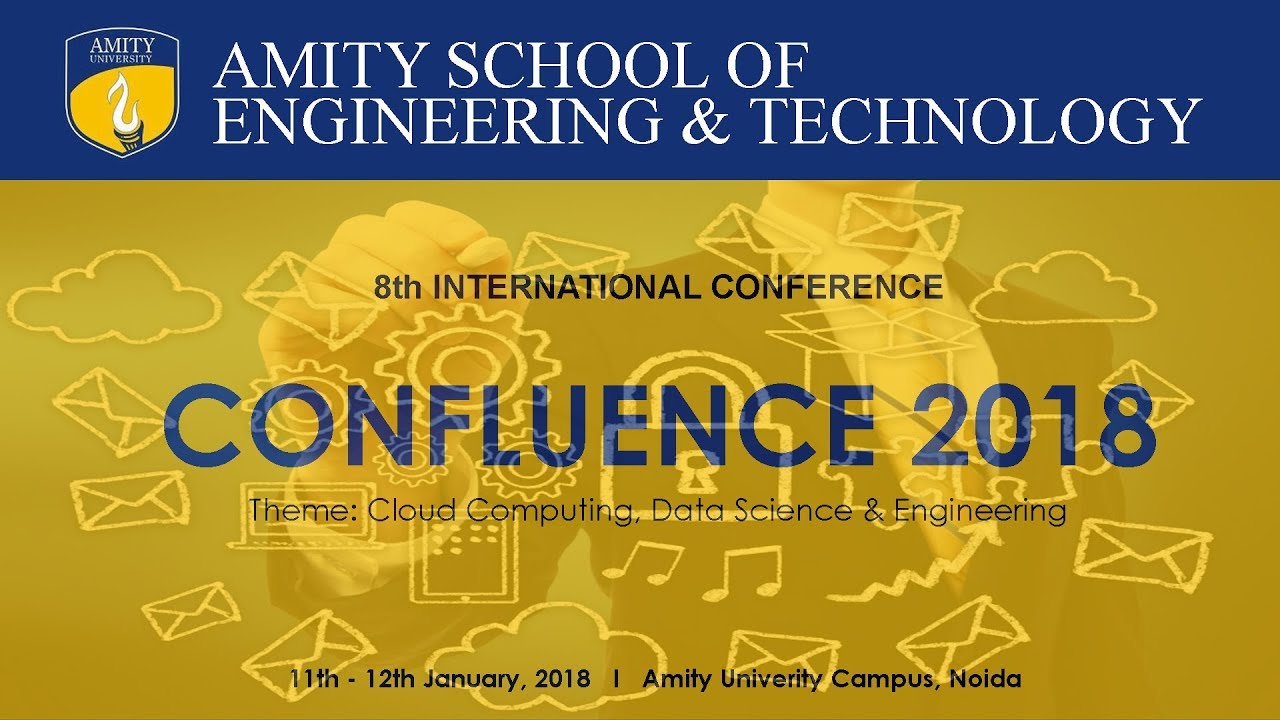 AMITY
UNIVERSITY
AMITY SCHOOL OF
ENGINEERING & TECHNOLOGY
8th INTERNATIONAL CONFERENCE
CONFLUENCE 2018
Theme: Cloud Computing, Data Science & Engineering
11th - 12th January, 2018 | Amity Univerity Campus, Noida